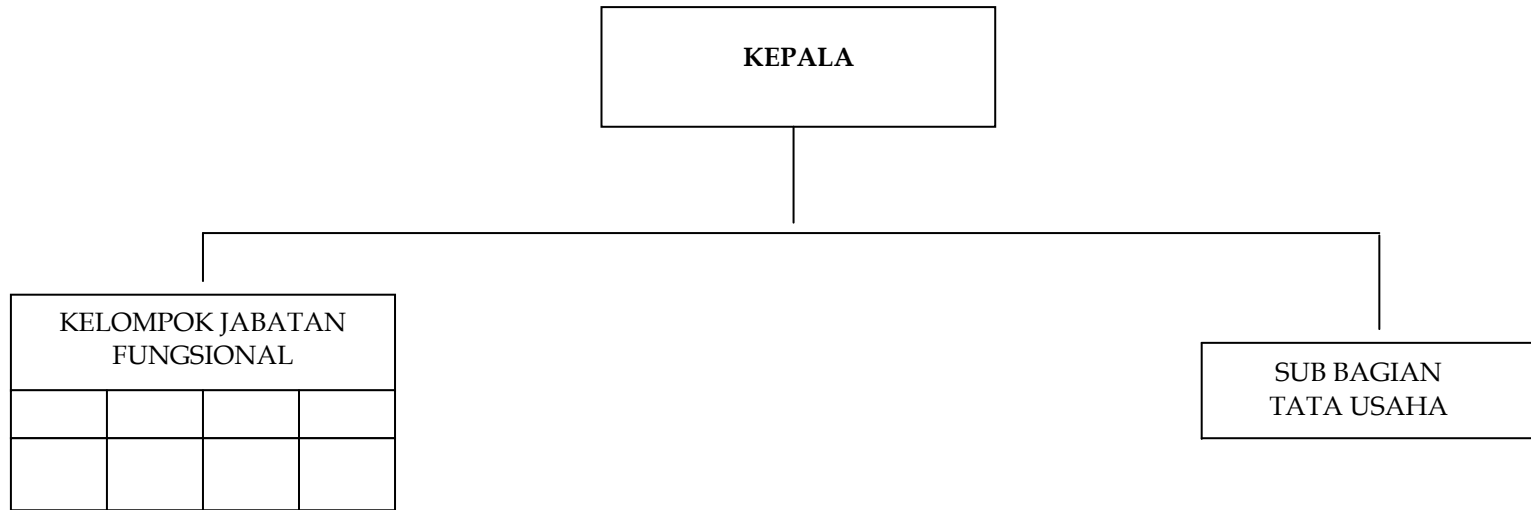 KEPALA
KELOMPOK JABATAN
FUNGSIONAL
SUB BAGIAN
TATA USAHA